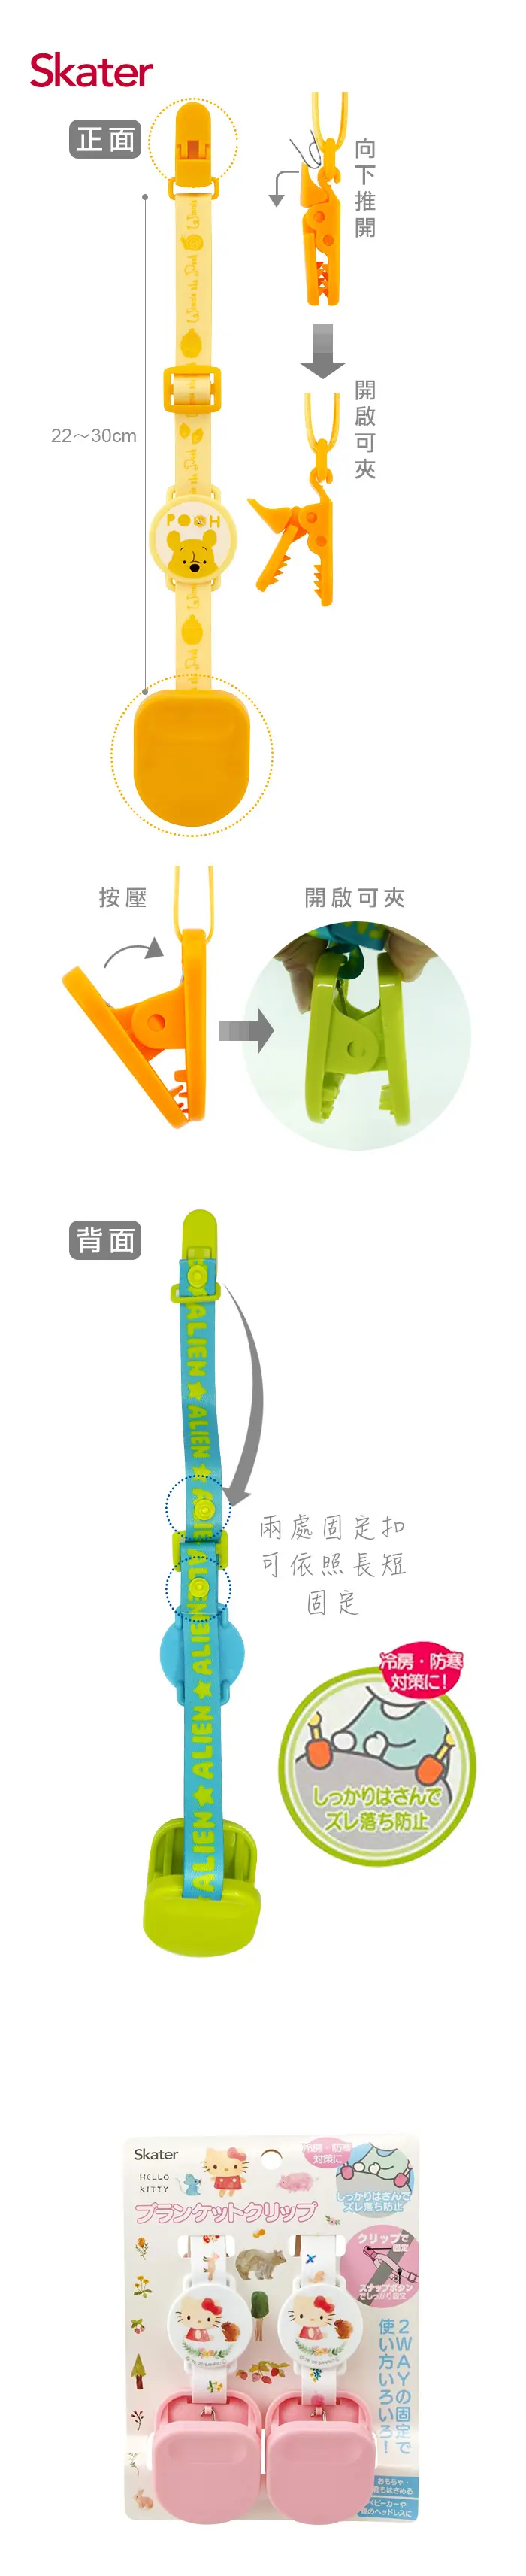 Skater
正面
向下推開
開啟可夾
22～30cm
POOH
按壓
開啟可夾
背面
ALIEN★ALIEN★
ALIEN★ALIEN★ALIEN
兩處固定扣
可依照長短
固定
冷房・防寒
対策に!
しっかりはさんで
ズレ落ち防止
Skater
HELLO
KITTY
ブランケットクリップ
冷房・防寒
対策に
しっかりはさんで
ズレ落ち防止
クリップで
固定
スナップボタン
でしっかり固定
2WAYの固定で
使い方いろいろ!
おもちゃ・
もはさめる
ベビーカーや
のヘッドレスに